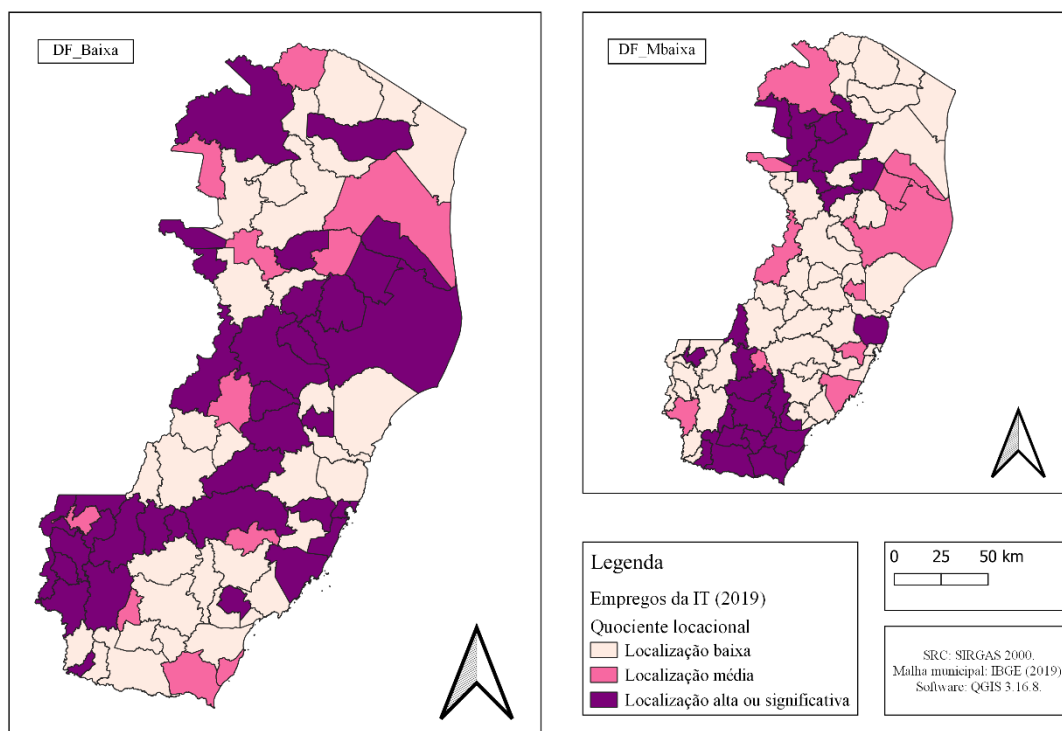 DF_Baixa
DF_Mbaixa
Legenda
Empregos da IT (2019)
Quociente locacional
Localização baixa
Localização média
Localização alta ou significativa
0 25 50 km
SRC: SIRGAS 2000.
Malha municipal: IBGE (2019)
Software: QGIS 3.16.8.